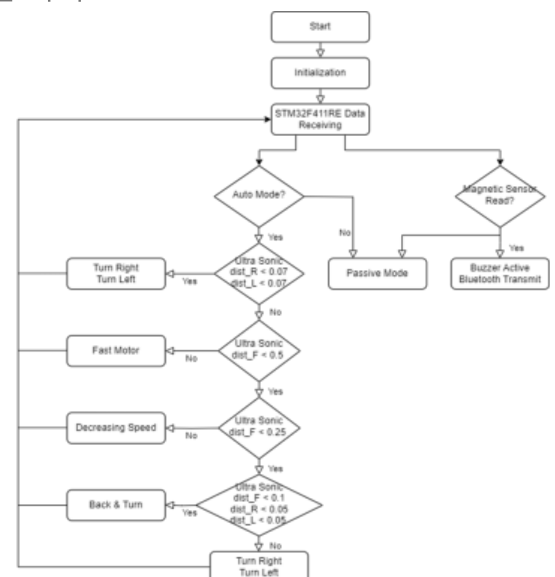 Start
Initialization
STM32F411RE Data
Receiving
Auto Mode?
Magnetic Sensor
Read?
No
Yes
Yes
Ultra Sonic
dist_R < 0.07
dist_L < 0.07
Turn Right
Turn Left
Yes
Passive Mode
Buzzer Active
Bluetooth Transmit
No
Ultra Sonic
dist_F < 0.5
Fast Motor
No
Yes
Ultra Sonic
dist_F < 0.25
Decreasing Speed
No
Yes
Ultra Sonic
dist_F < 0.1
dist_R < 0.05
dist_L < 0.05
Back & Turn
Yes
No
Turn Right
Turn Left